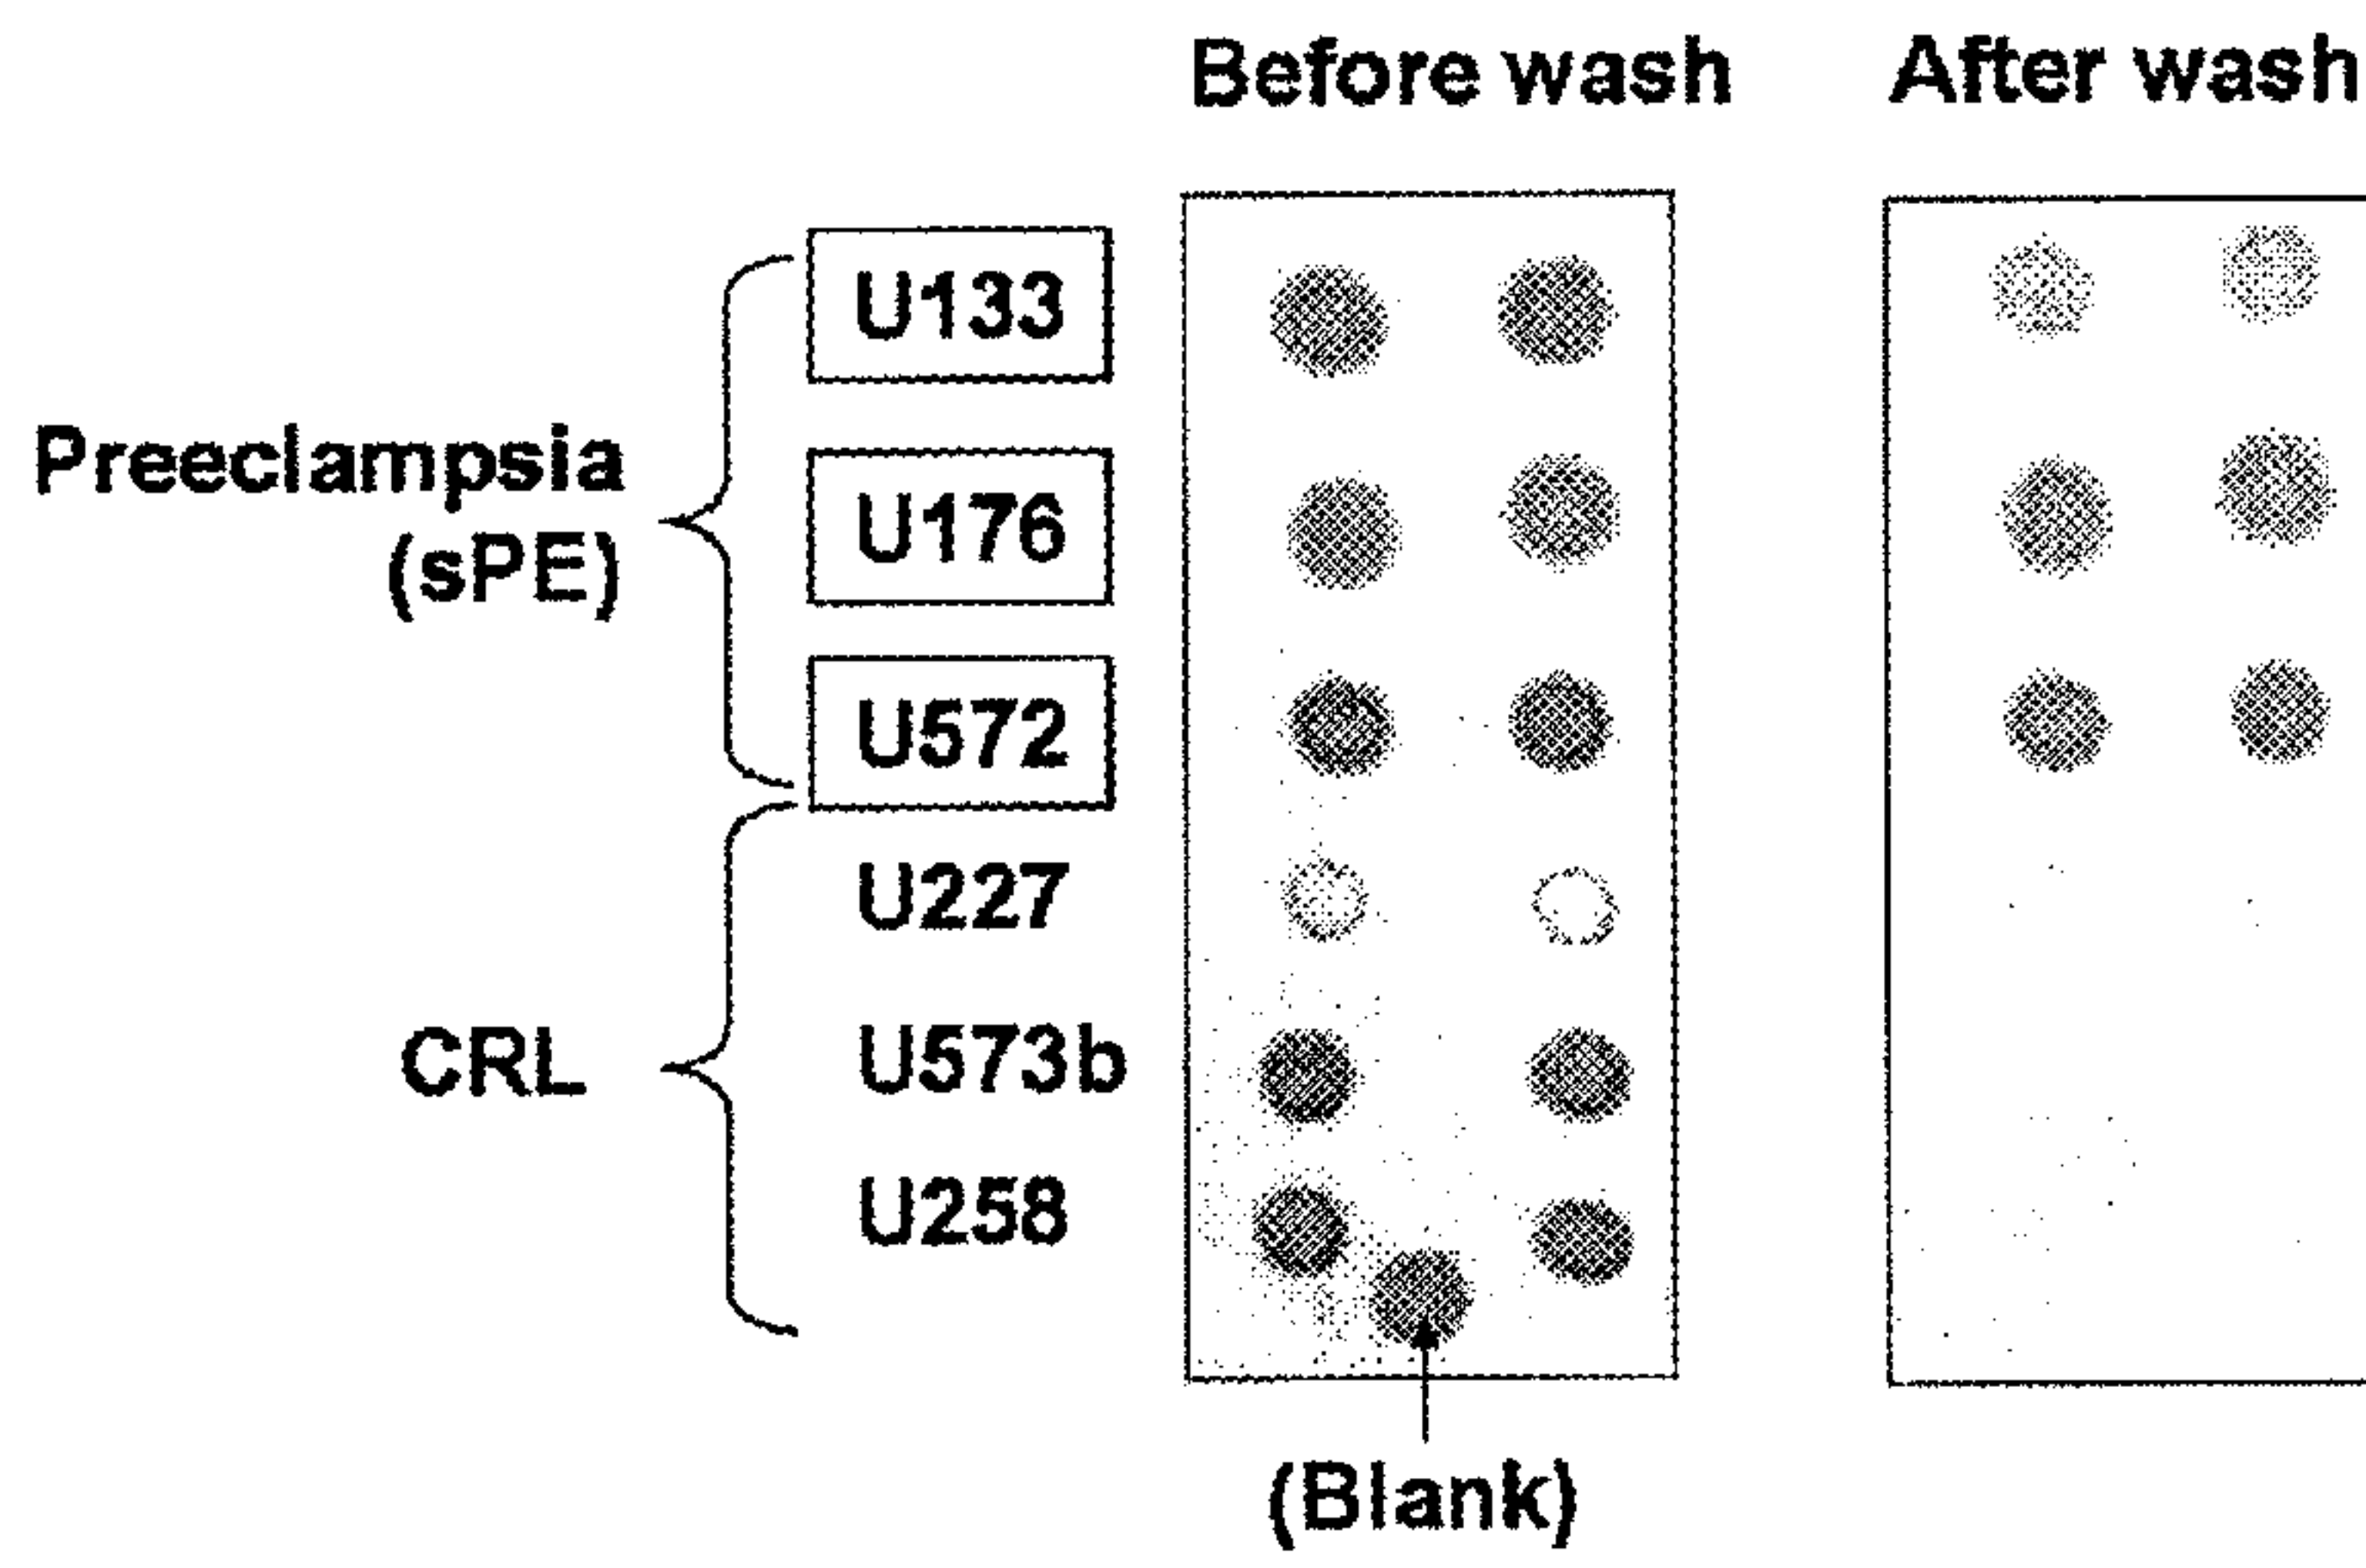 Before wash
After wash
Preeclampsia
(sPE)
U133
U176
U572
CRL
U227
U573b
U258
(Blank)